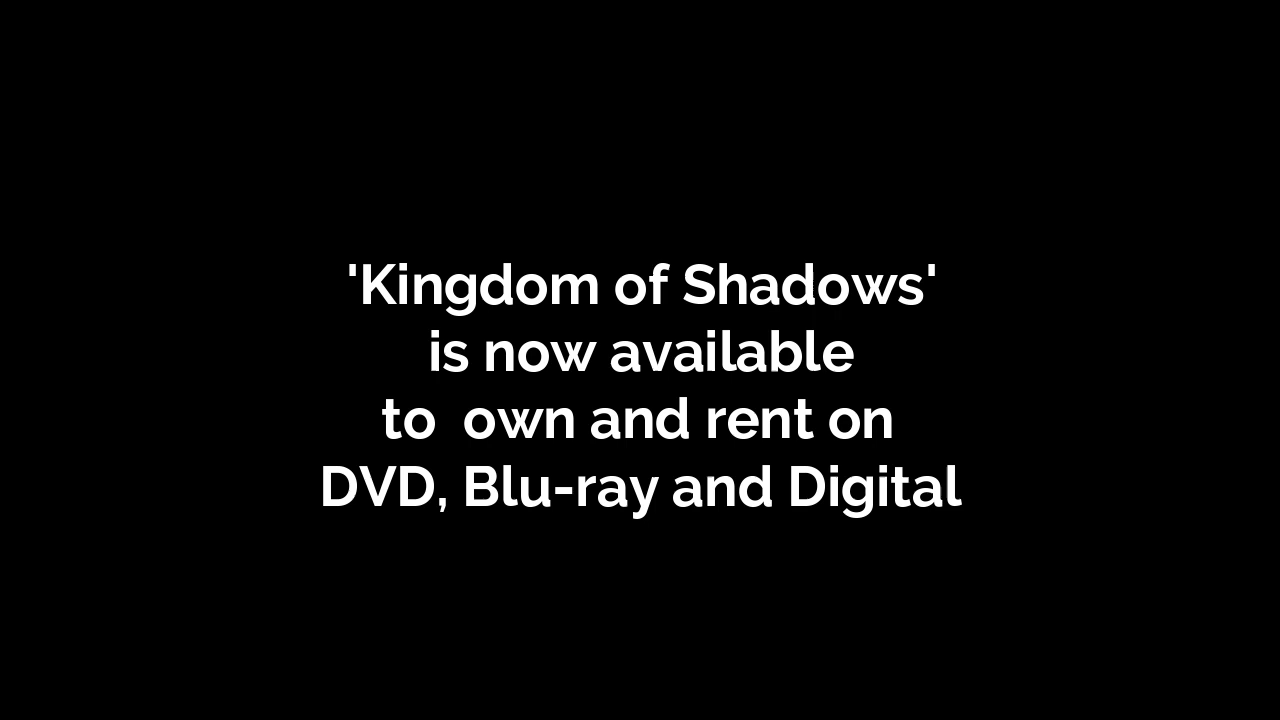 'Kingdom of Shadows'
is now available
to  own and rent on
DVD, Blu-ray and Digital